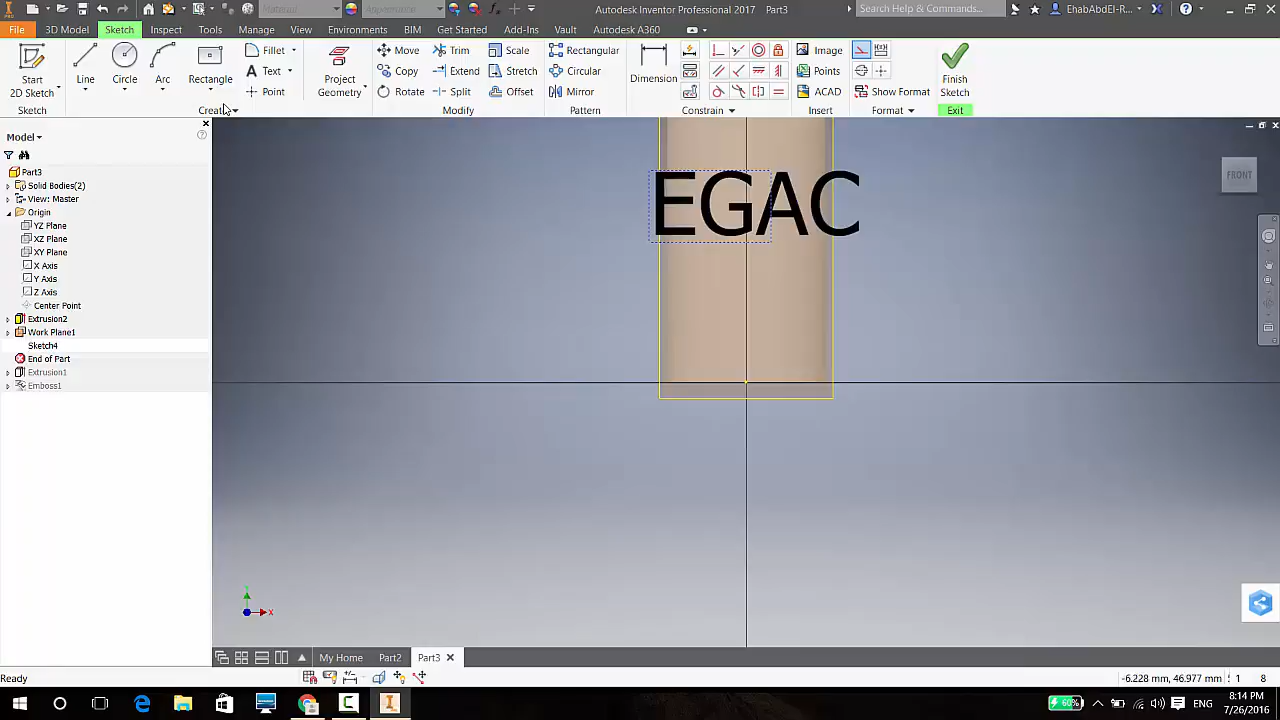 Material
Appearance
Autodesk Inventor Professional 2017
Part3
Search Help & Commands...
EhabAbdEl-R...
File
3D Model
Sketch
Inspect
Tools
Manage
View
Environments
BIM
Get Started
Add-Ins
Vault
Autodesk A360
Start
2D Sketch
Line
Circle
Arc
Rectangle
Fillet
Text
Point
Project
Geometry
Move
Copy
Rotate
Trim
Extend
Split
Scale
Stretch
Offset
Rectangular
Circular
Mirror
Dimension
Image
Points
ACAD
Show Format
Finish
Sketch
Sketch
Create
Modify
Pattern
Constrain
Insert
Format
Exit
Model
Part3
Solid Bodies(2)
View: Master
Origin
YZ Plane
XZ Plane
XY Plane
X Axis
Y Axis
Z Axis
Center Point
Extrusion2
Work Plane1
Sketch4
End of Part
Extrusion1
Emboss1
EGAC
FRONT
Y
X
My Home
Part2
Part3
Ready
-6.228 mm, 46.977 mm
1
8
60%
ENG
8:14 PM
7/26/2016